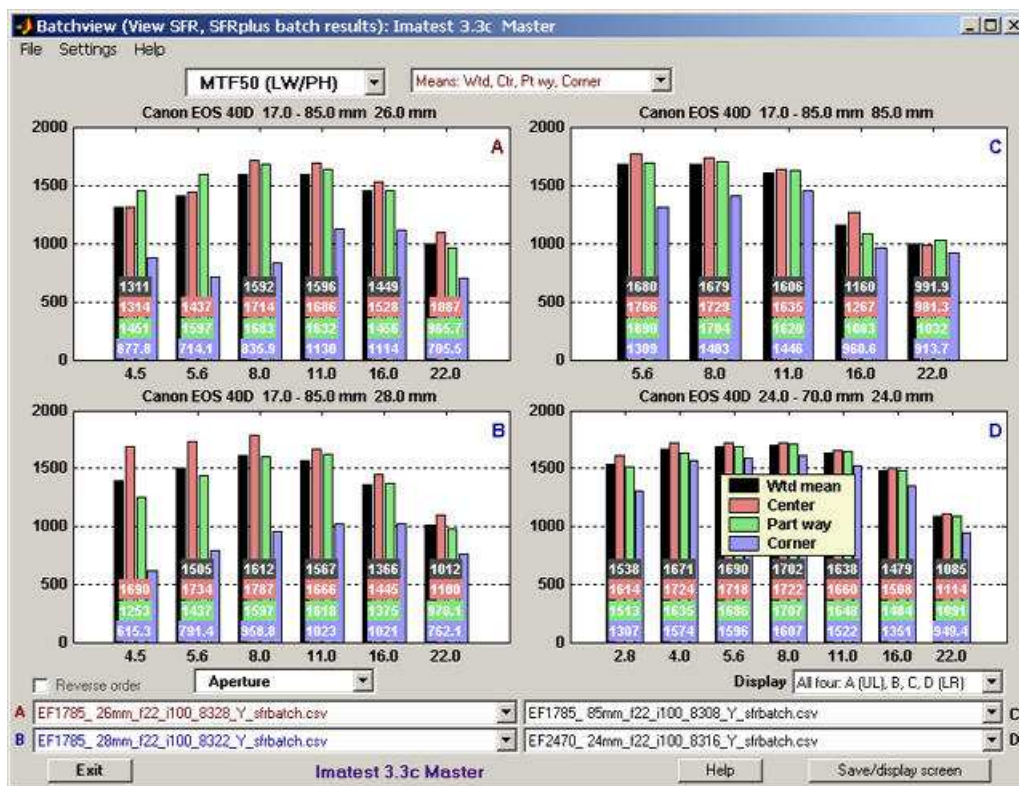 Batchview (View SFR, SFRplus batch results): Imatest 3.3c Master
File Settings Help
MTF50 (LW/PH) Means: Wtd, Ctr, Pt wy, Corner
Canon EOS 40D 17.0 - 85.0 mm 26.0 mm
A
2000
1500
1000
500
0
1311 1592 1596 1449
1314 1437 1714 1686 1528
1451 1597 1683 1632 1456 965.7
877.8 714.1 835.9 1130 1114 705.5
4.5 5.6 8.0 11.0 16.0 22.0
Canon EOS 40D 17.0 - 85.0 mm 85.0 mm
C
2000
1500
1000
500
0
1680 1679 1606 1160 991.9
1766 1729 1635 1267 981.3
1690 1704 1620 1083 1032
1309 1403 1446 960.6 913.7
5.6 8.0 11.0 16.0 22.0
Canon EOS 40D 17.0 - 85.0 mm 28.0 mm
B
2000
1500
1000
500
0
1505 1612 1567 1366 1012
1690 1734 1787 1666 1445 1100
1253 1437 1597 1618 1375 978.1
615.3 791.4 958.8 1023 1021 762.1
4.5 5.6 8.0 11.0 16.0 22.0
Canon EOS 40D 24.0 - 70.0 mm 24.0 mm
D
2000
1500
1000
500
0
Wtd mean
Center
Part way
Corner
1538 1671 1690 1702 1638 1479 1085
1614 1724 1718 1722 1660 1508 1114
1513 1635 1686 1707 1648 1484 1091
1307 1574 1596 1607 1522 1351 949.4
2.8 4.0 5.6 8.0 11.0 16.0 22.0
Reverse order Aperture Display All four: A (UL), B, C, D (LR)
A EF1785_ 26mm_f22_i100_8328_Y_sfrbatch.csv EF1785_ 85mm_f22_i100_8308_Y_sfrbatch.csv C
B EF1785_ 28mm_f22_i100_8322_Y_sfrbatch.csv EF2470_ 24mm_f22_i100_8316_Y_sfrbatch.csv D
Exit Imatest 3.3c Master Help Save/display screen